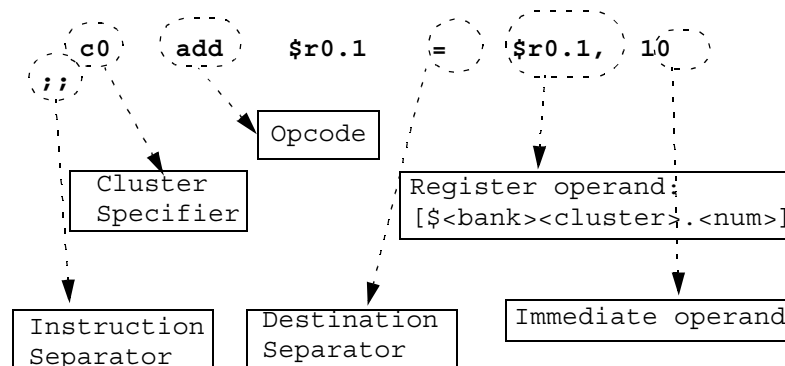 c0 add $r0.1 = $r0.1, 10
;;
Opcode
Cluster
Specifier
Register operand:
[$<bank><cluster>.<num>]
Instruction
Separator
Destination
Separator
Immediate operand